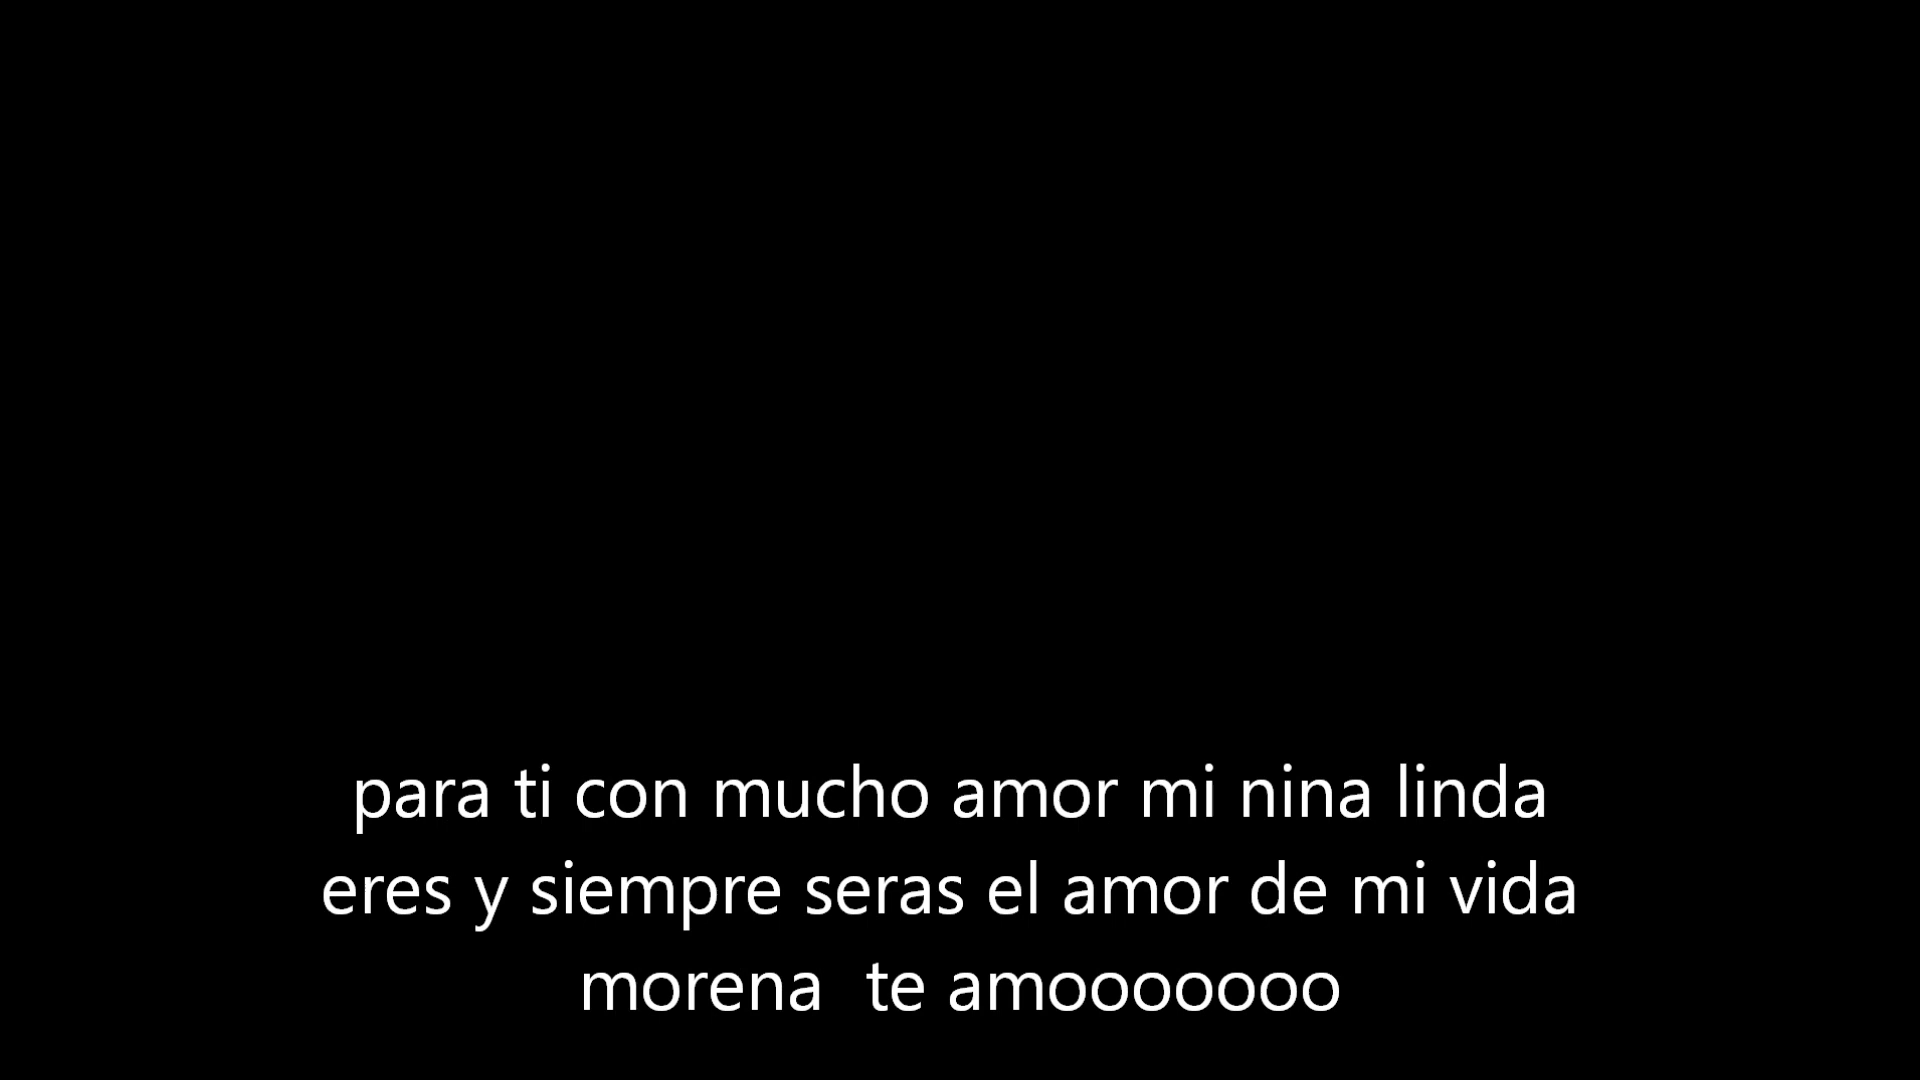 para ti con mucho amor mi nina linda
eres y siempre seras el amor de mi vida
morena  te amooooooo